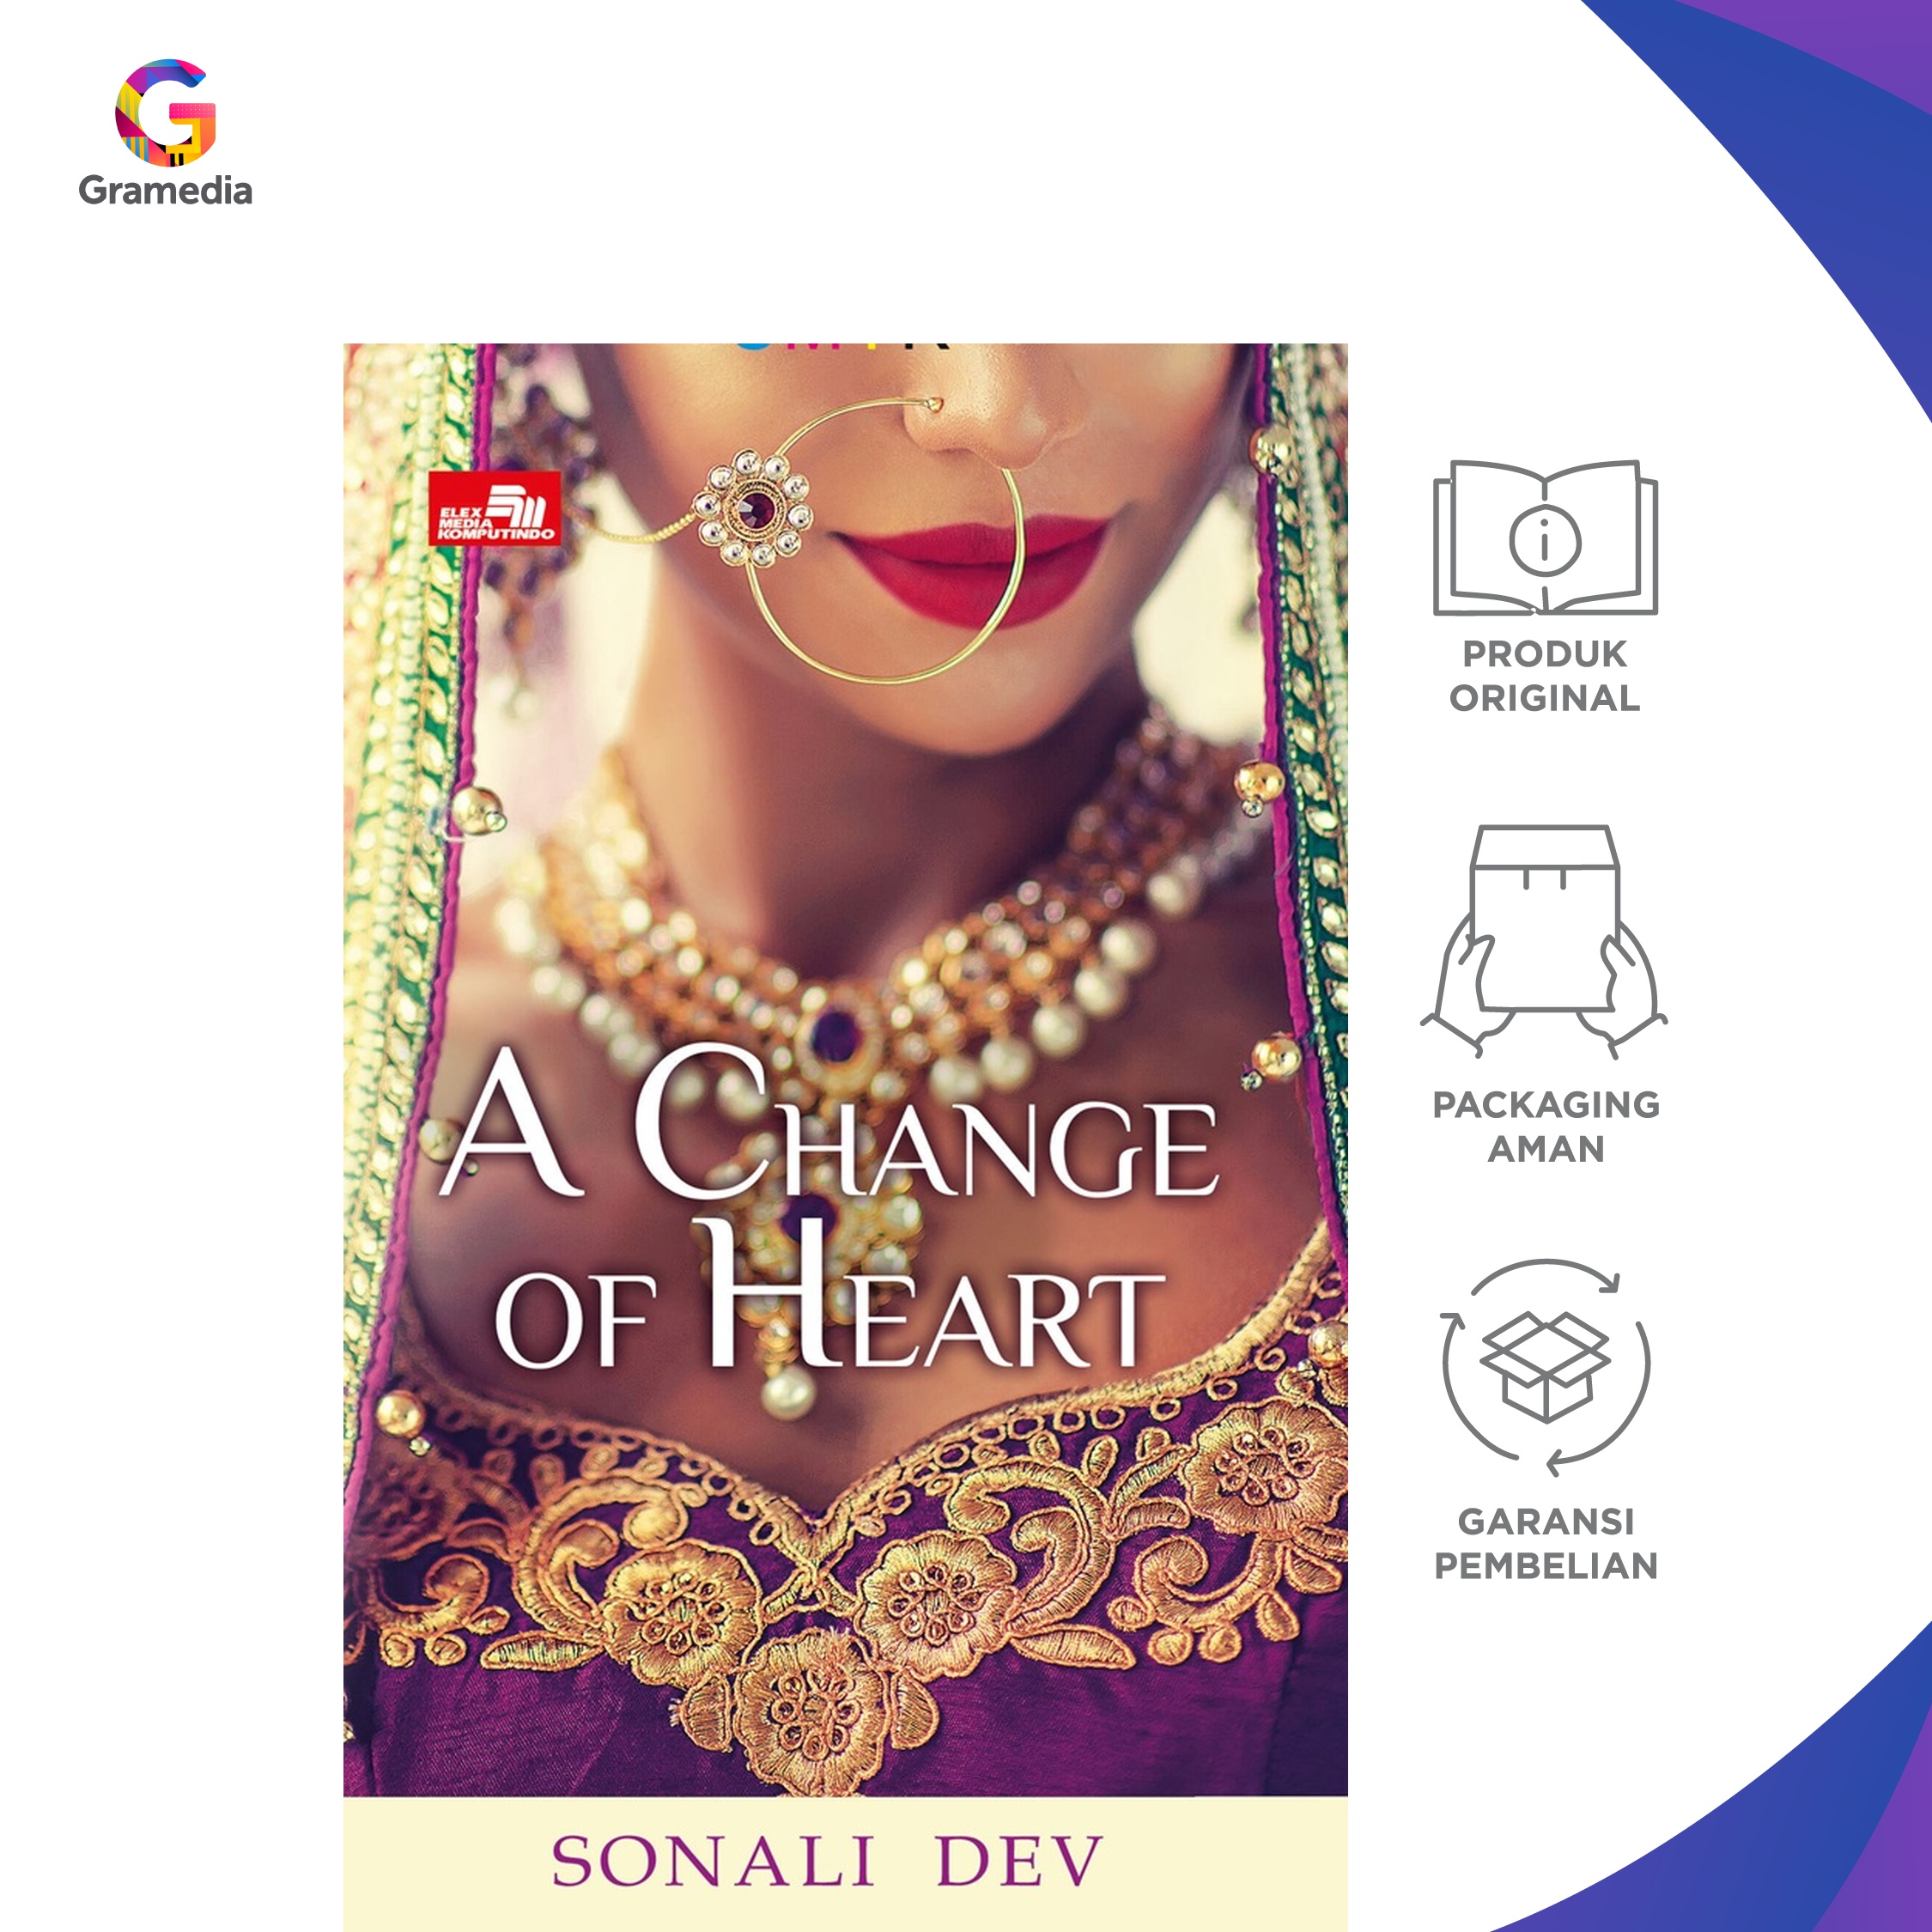 Gramedia
ELEX
MEDIA
KOMPUTINDO
A CHANGE
OF HEART
SONALI DEV
PRODUK
ORIGINAL
PACKAGING
AMAN
GARANSI
PEMBELIAN